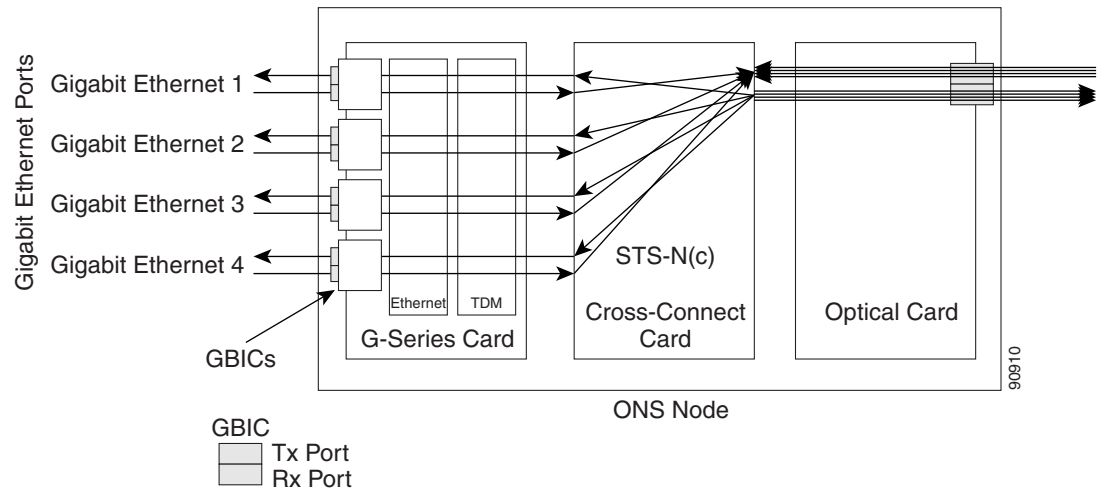 Gigabit Ethernet Ports
Gigabit Ethernet 1
Gigabit Ethernet 2
Gigabit Ethernet 3
Gigabit Ethernet 4
GBICs
Ethernet
TDM
G-Series Card
STS-N(c)
Cross-Connect
Card
Optical Card
90910
ONS Node
GBIC
Tx Port
Rx Port